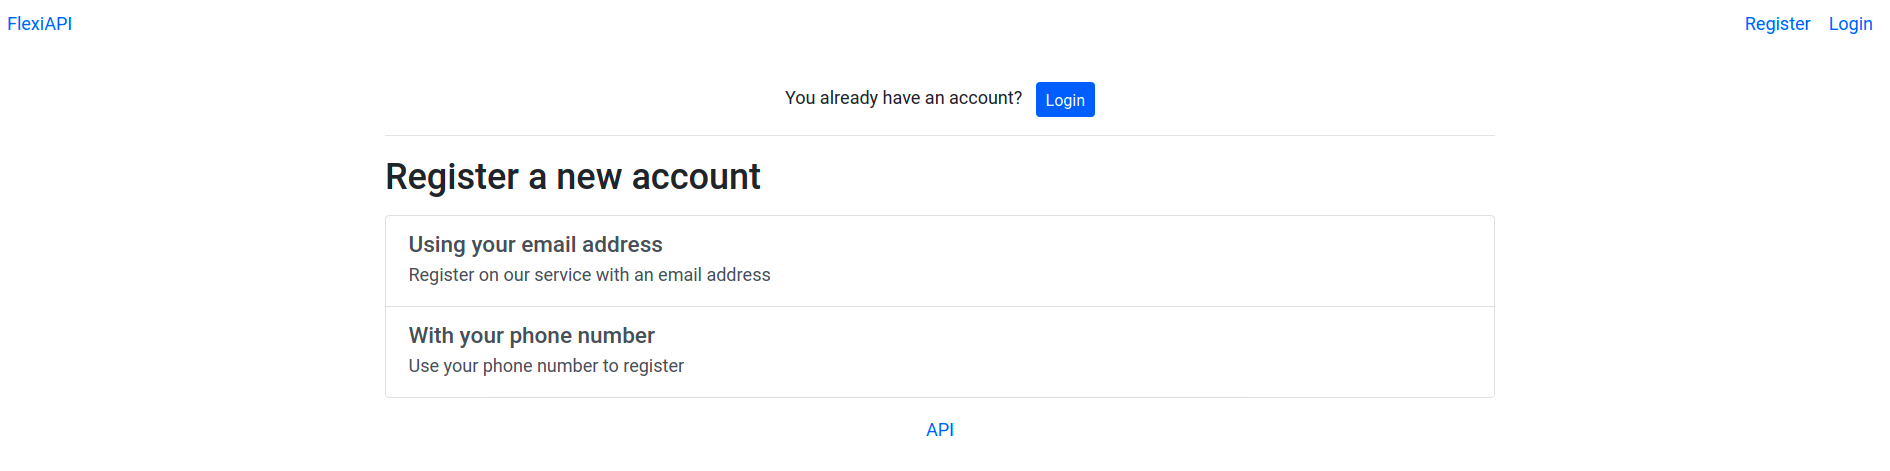 FlexiAPI
Register Login
You already have an account? Login
Register a new account
Using your email address
Register on our service with an email address
With your phone number
Use your phone number to register
API